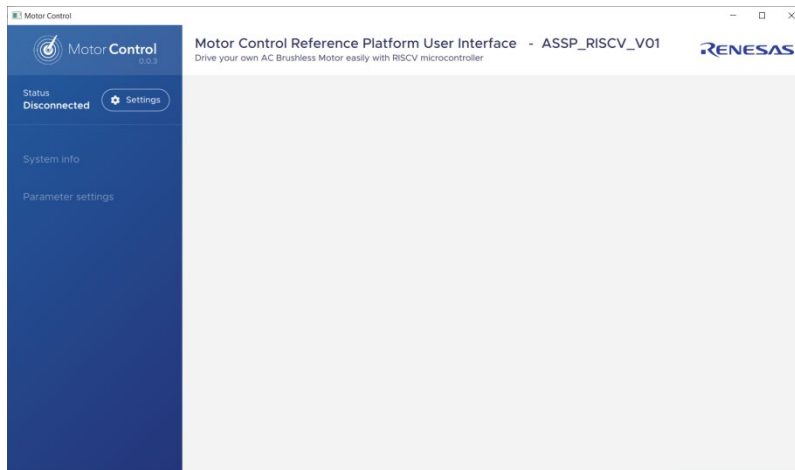 Motor Control
Motor Control
0.0.3
Motor Control Reference Platform User Interface - ASSP_RISCV_V01
Drive your own AC Brushless Motor easily with RISCV microcontroller
RENESAS
Status
Disconnected
Settings
System info
Parameter settings